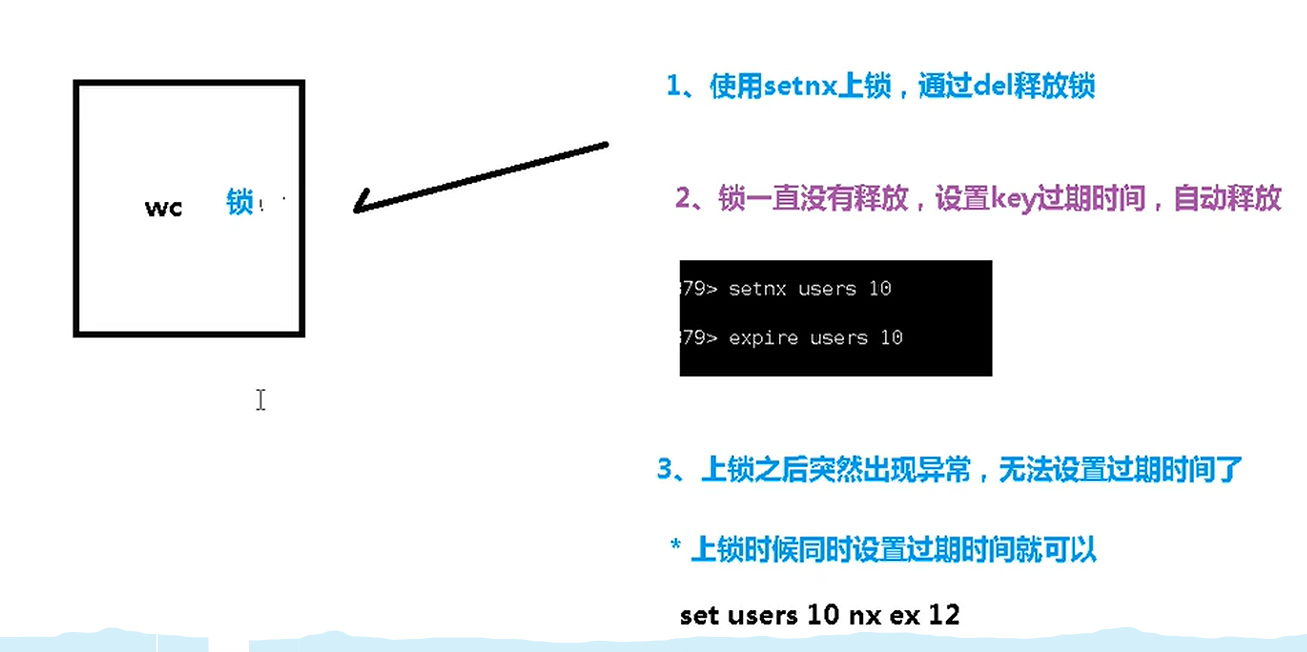 1、使用setnx上锁，通过del释放锁
wc 锁
2、锁一直没有释放，设置key过期时间，自动释放
79> setnx users 10
79> expire users 10
3、上锁之后突然出现异常，无法设置过期时间了
* 上锁时候同时设置过期时间就可以
set users 10 nx ex 12